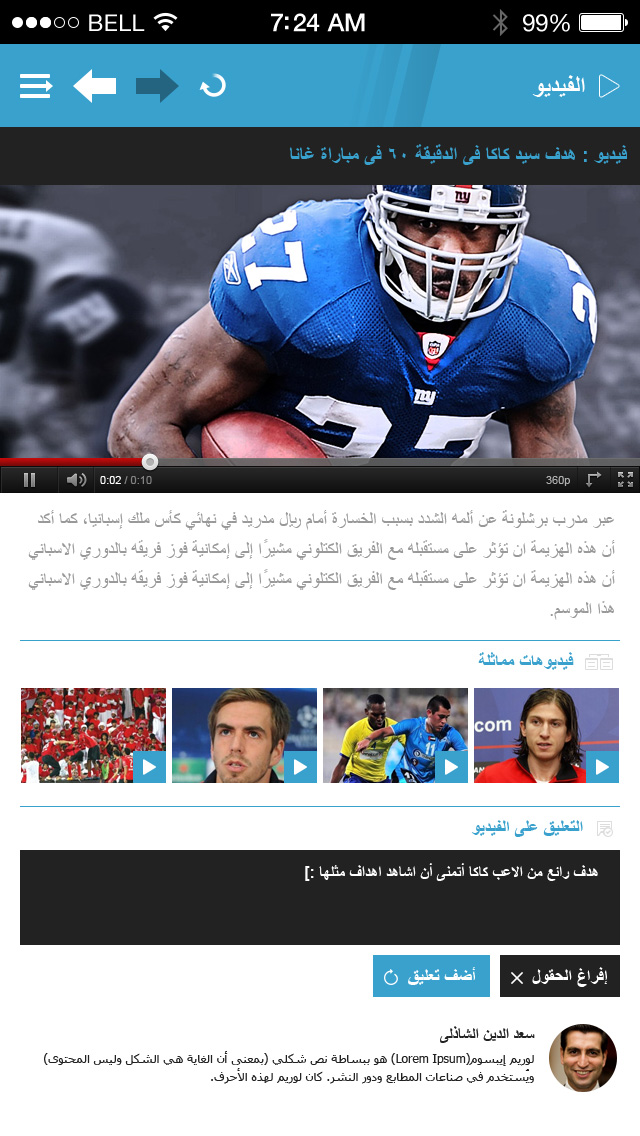 BELL 7:24 AM 99%
الفيديو
فيديو : هدف سيد كاكا فى الدقيقة ٦٠ فى مباراة غانا
27
ny
NFL
ny
27
0:02 / 0:10 360p
عبر مدرب برشلونة عن ألمه الشدد بسبب الخسارة أمام ريال مدريد في نهائي كأس ملك إسبانيا، كما أكد
أن هذه الهزيمة ان تؤثر على مستقبله مع الفريق الكتلوني مشيرًا إلى إمكانية فوز فريقه بالدوري الاسباني
أن هذه الهزيمة ان تؤثر على مستقبله مع الفريق الكتلوني مشيرًا إلى إمكانية فوز فريقه بالدوري الاسباني
هذا الموسم.
فيديوهات مماثلة
11
.com
التعليق على الفيديو
هدف رائع من الاعب كاكا أتمنى أن اشاهد اهداف مثلها :]
إفراغ الحقول
أضف تعليق
سعد الدين الشاذلى
لوريم إيبسوم(Lorem Ipsum) هو ببساطة نص شكلي (بمعنى أن الغاية هي الشكل وليس المحتوى)
ويُستخدم في صناعات المطابع ودور النشر. كان لوريم لهذه الأحرف.